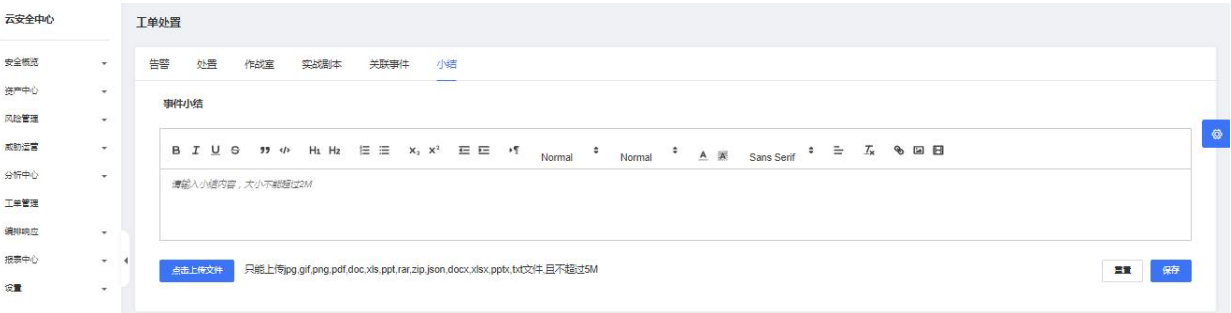 云安全中心
工单处置
安全概览
资产中心
风险管理
威胁运营
分析中心
工单管理
编排响应
报表中心
设置
告警 处置 作战室 实战剧本 关联事件 小结
事件小结
B I U S H1 H2 X₂ X² Normal Normal A A Sans Serif Tx
请输入小结内容，大小不能超过2M
点击上传文件 只能上传jpg,gif,png,pdf,doc,xls,ppt,rar,zip,json,docx,xlsx,pptx,txt文件,且不超过5M
重置 保存